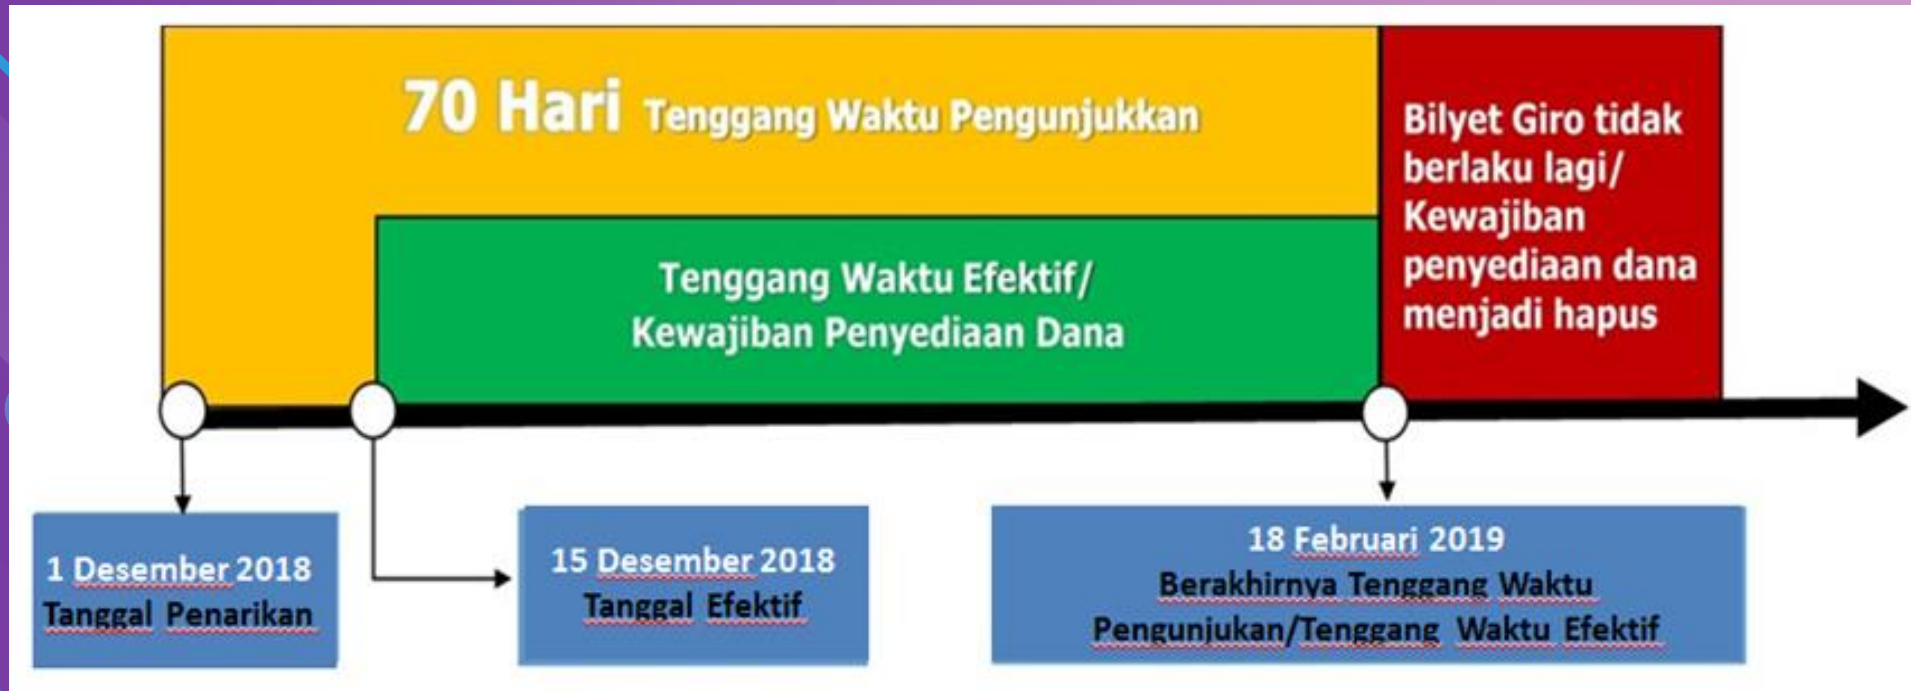 70 Hari Tenggang Waktu Pengunjukkan
Tenggang Waktu Efektif/
Kewajiban Penyediaan Dana
Bilyet Giro tidak
berlaku lagi/
Kewajiban
penyediaan dana
menjadi hapus
1 Desember 2018
Tanggal Penarikan
15 Desember 2018
Tanggal Efektif
18 Februari 2019
Berakhirnya Tenggang Waktu
Pengunjukan/Tenggang Waktu Efektif